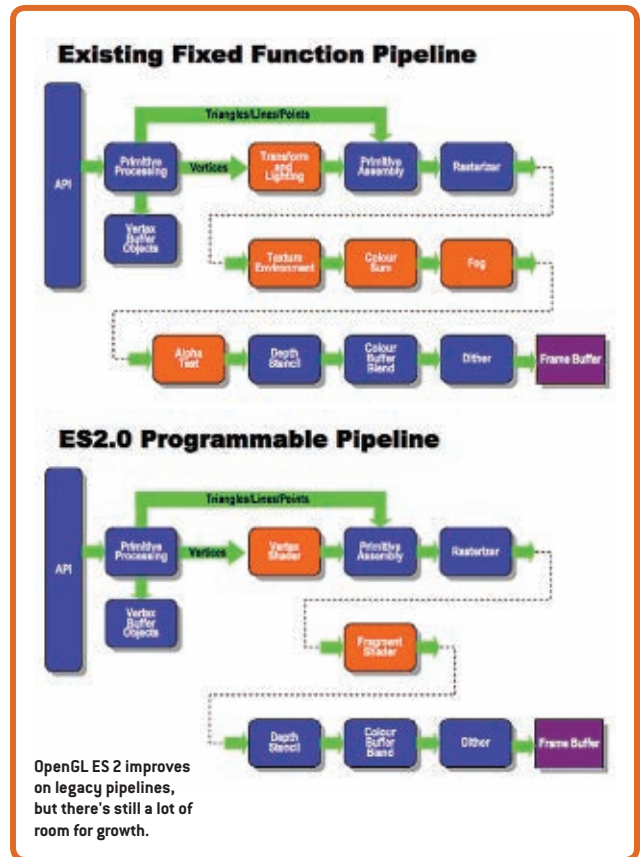 Existing Fixed Function Pipeline
Triangles/Lines/Points
API
Primitive
Processing
Vertices
Transform
and
Lighting
Primitive
Assembly
Rasterizer
Vertex
Buffer
Objects
Texture
Environment
Colour
Sum
Fog
Alpha
Test
Depth
Stencil
Colour
Buffer
Blend
Dither
Frame Buffer
ES2.0 Programmable Pipeline
Triangles/Lines/Points
API
Primitive
Processing
Vertices
Vertex
Shader
Primitive
Assembly
Rasterizer
Vertex
Buffer
Objects
Fragment
Shader
Depth
Stencil
Colour
Buffer
Blend
Dither
Frame Buffer
OpenGL ES 2 improves
on legacy pipelines,
but there's still a lot of
room for growth.